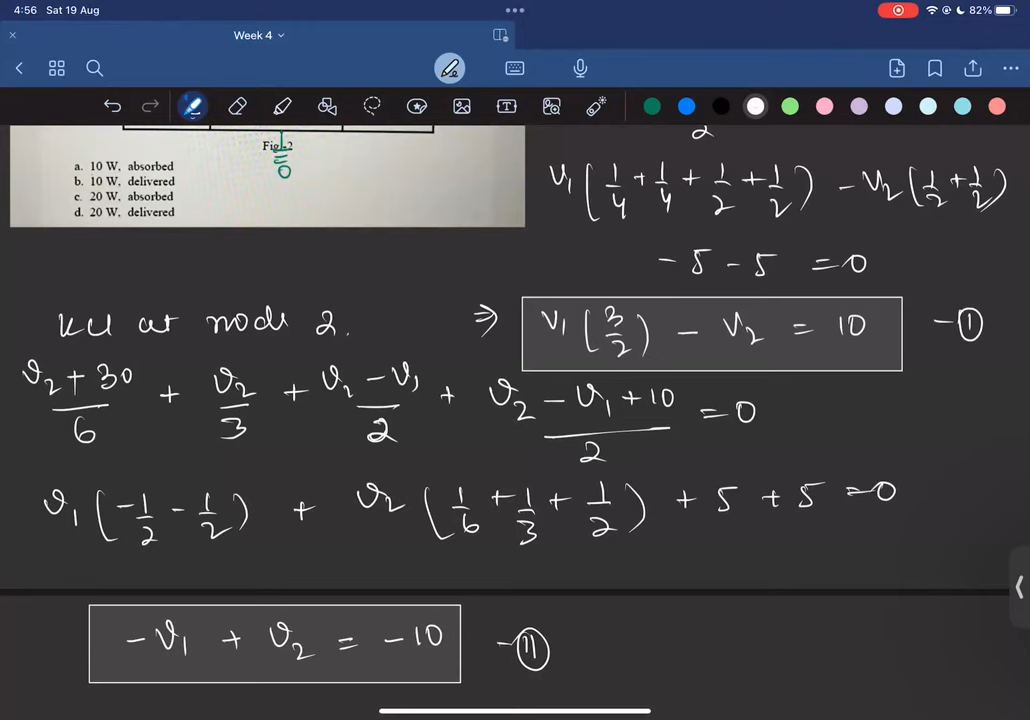 4:56 Sat 19 Aug
82%
Week 4
Fig.-2
1
= 0
a. 10 W, absorbed
b. 10 W, delivered
c. 20 W, absorbed
d. 20 W, delivered
2
V₁ (1/4 + 1/4 + 1/2 + 1/2) - V₂ (1/2 + 1/2)
- 5 - 5 = 0
KCl at node 2. ⇒ V₁ (3/2) - V₂ = 10 - ①
(V₂ + 30)/6 + V₂/3 + (V₂ - V₁)/2 + (V₂ - V₁ + 10)/2 = 0
V₁ (-1/2 - 1/2) + V₂ (1/6 + 1/3 + 1/2) + 5 + 5 = 0
- V₁ + V₂ = - 10 - ⑪